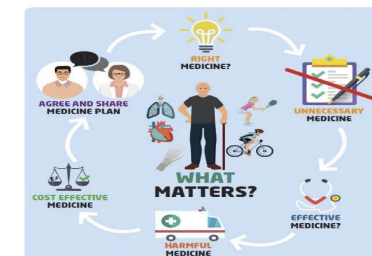 RIGHT
MEDICINE?
UNNECESSARY
MEDICINE
EFFECTIVE
MEDICINE?
HARMFUL
MEDICINE
COST EFFECTIVE
MEDICINE
AGREE AND SHARE
MEDICINE PLAN
WHAT
MATTERS?